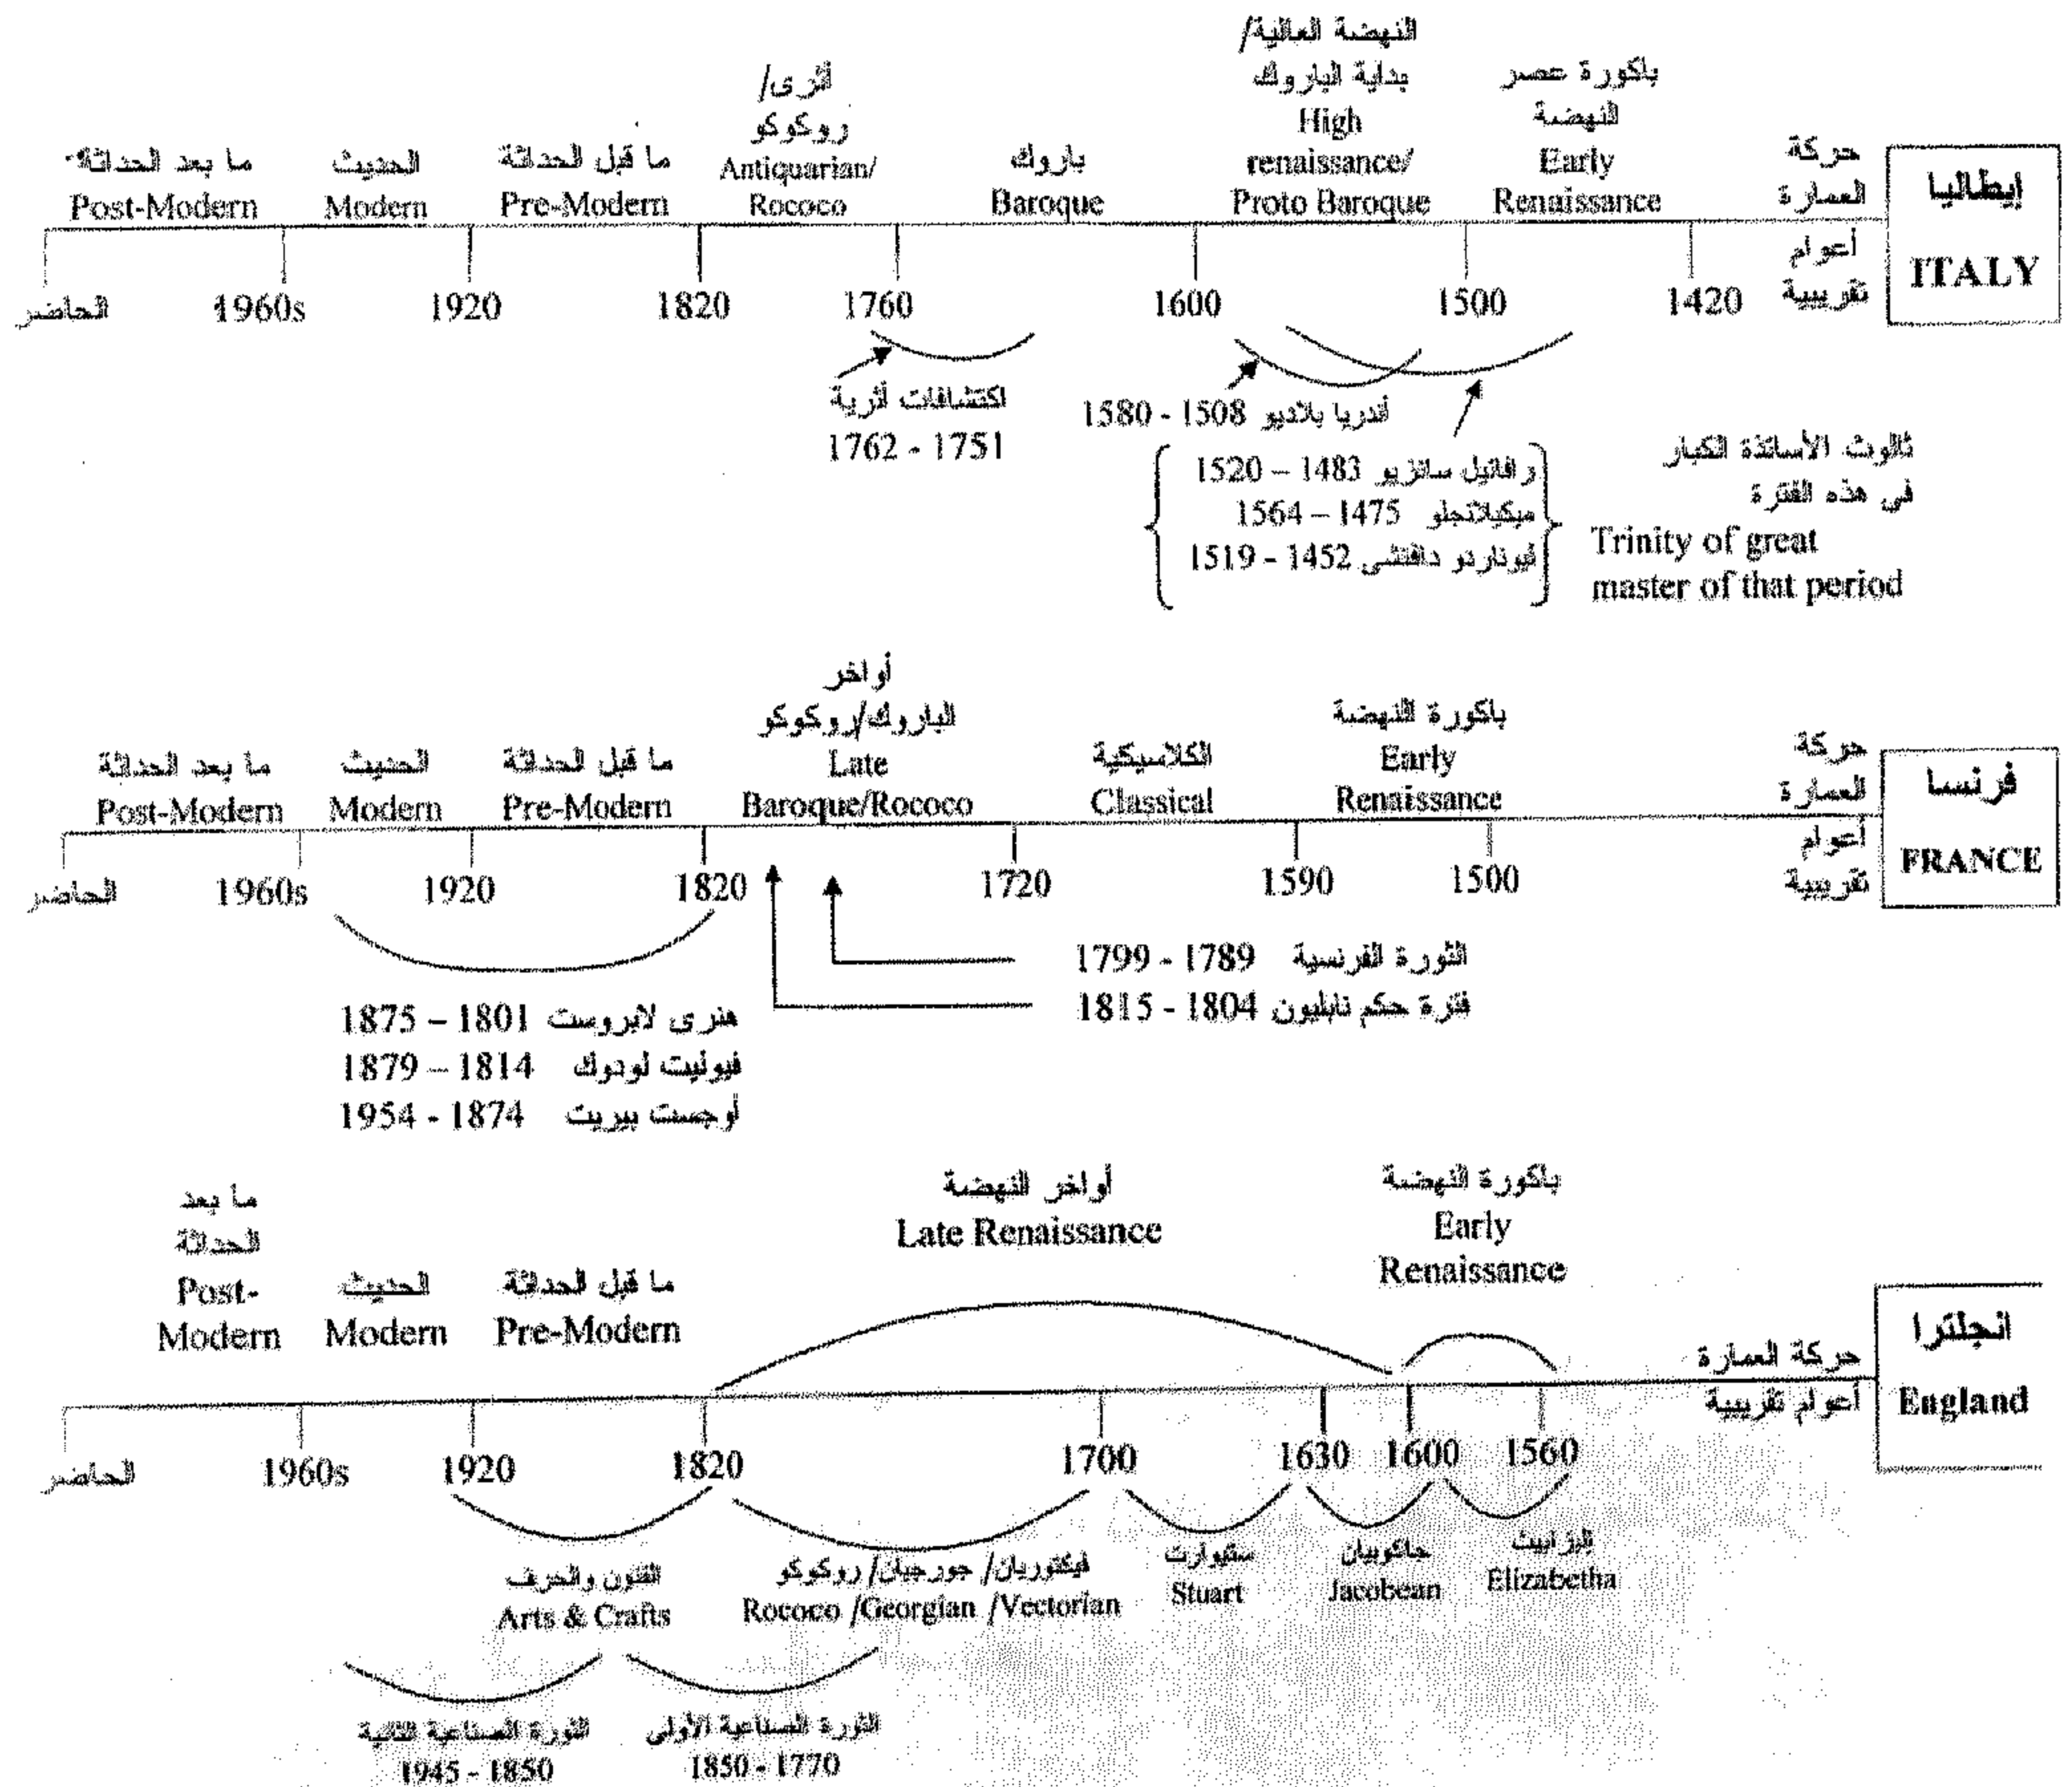 إيطاليا
ITALY
حركة
العمارة
أعوام
تقريبية
باكورة عصر
النهضة
Early
Renaissance
النهضة العالية/
بداية الباروك
High
renaissance/
Proto Baroque
باروك
Baroque
أثرى/
روكوكو
Antiquarian/
Rococo
ما قبل الحداثة
Pre-Modern
الحديث
Modern
ما بعد الحداثة
Post-Modern
1420
1500
1600
1760
1820
1920
1960s
الحاضر
اكتشافات أثرية
1762 - 1751
أندريا بلاديو 1508 - 1580
رافائيل سانزيو 1483 – 1520
ميكيلانجلو 1475 – 1564
ليوناردو دافنشى 1452 - 1519
ثالوث الأساتذة الكبار
فى هذه الفترة
Trinity of great
master of that period
فرنسا
FRANCE
حركة
العمارة
أعوام
تقريبية
باكورة النهضة
Early
Renaissance
الكلاسيكية
Classical
أواخر
الباروك/روكوكو
Late
Baroque/Rococo
ما قبل الحداثة
Pre-Modern
الحديث
Modern
ما بعد الحداثة
Post-Modern
1500
1590
1720
1820
1920
1960s
الحاضر
الثورة الفرنسية 1789 - 1799
فترة حكم نابليون 1804 - 1815
هنرى لابروست 1801 – 1875
فيوليت لودوك 1814 – 1879
أوجست بيريت 1874 - 1954
انجلترا
England
حركة العمارة
أعوام تقريبية
باكورة النهضة
Early
Renaissance
أواخر النهضة
Late Renaissance
ما قبل الحداثة
Pre-Modern
الحديث
Modern
ما بعد
الحداثة
Post-
Modern
1560
1600
1630
1700
1820
1920
1960s
الحاضر
إليزابيث
Elizabetha
جاكوبيان
Jacobean
ستيوارت
Stuart
فيكتوريان/ جورجيان/ روكوكو
Rococo /Georgian /Vectorian
الفنون والحرف
Arts & Crafts
الثورة الصناعية الأولى
1850 - 1770
الثورة الصناعية الثانية
1945 - 1850